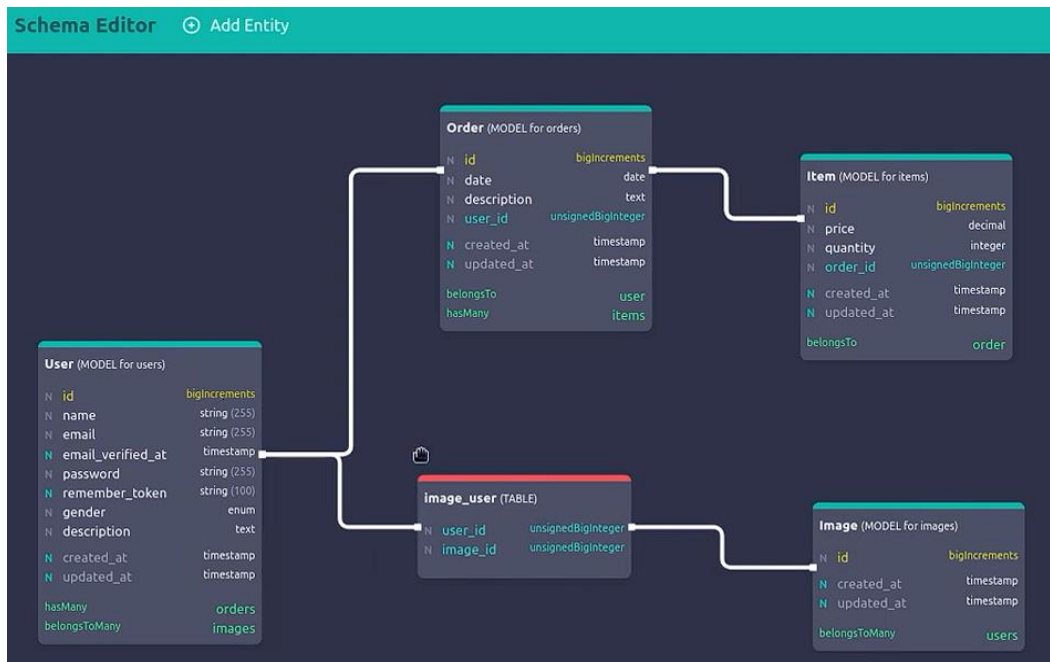 Schema Editor Add Entity
Order (MODEL for orders)
N id bigIncrements
N date date
N description text
N user_id unsignedBigInteger
N created_at timestamp
N updated_at timestamp
belongsTo user
hasMany items
Item (MODEL for items)
N id bigIncrements
N price decimal
N quantity integer
N order_id unsignedBigInteger
N created_at timestamp
N updated_at timestamp
belongsTo order
User (MODEL for users)
N id bigIncrements
N name string (255)
N email string (255)
N email_verified_at timestamp
N password string (255)
N remember_token string (100)
N gender enum
N description text
N created_at timestamp
N updated_at timestamp
hasMany orders
belongsToMany images
image_user (TABLE)
N user_id unsignedBigInteger
N image_id unsignedBigInteger
Image (MODEL for images)
N id bigIncrements
N created_at timestamp
N updated_at timestamp
belongsToMany users